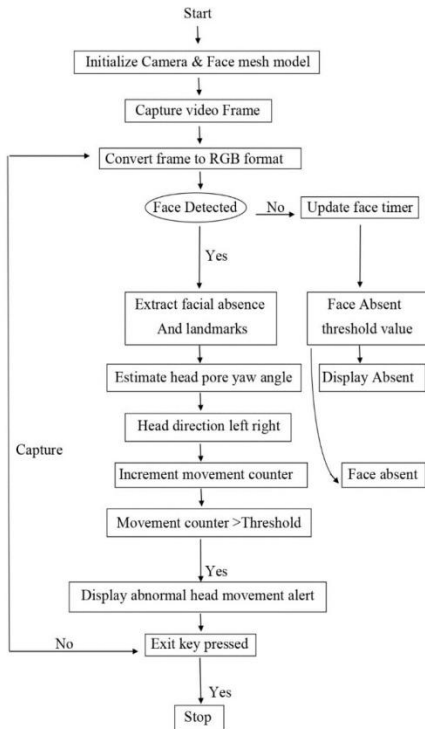 Start
Initialize Camera & Face mesh model
Capture video Frame
Convert frame to RGB format
Face Detected
No
Update face timer
Yes
Extract facial absence
And landmarks
Face Absent
threshold value
Estimate head pore yaw angle
Display Absent
Head direction left right
Capture
Increment movement counter
Face absent
Movement counter >Threshold
Yes
Display abnormal head movement alert
No
Exit key pressed
Yes
Stop